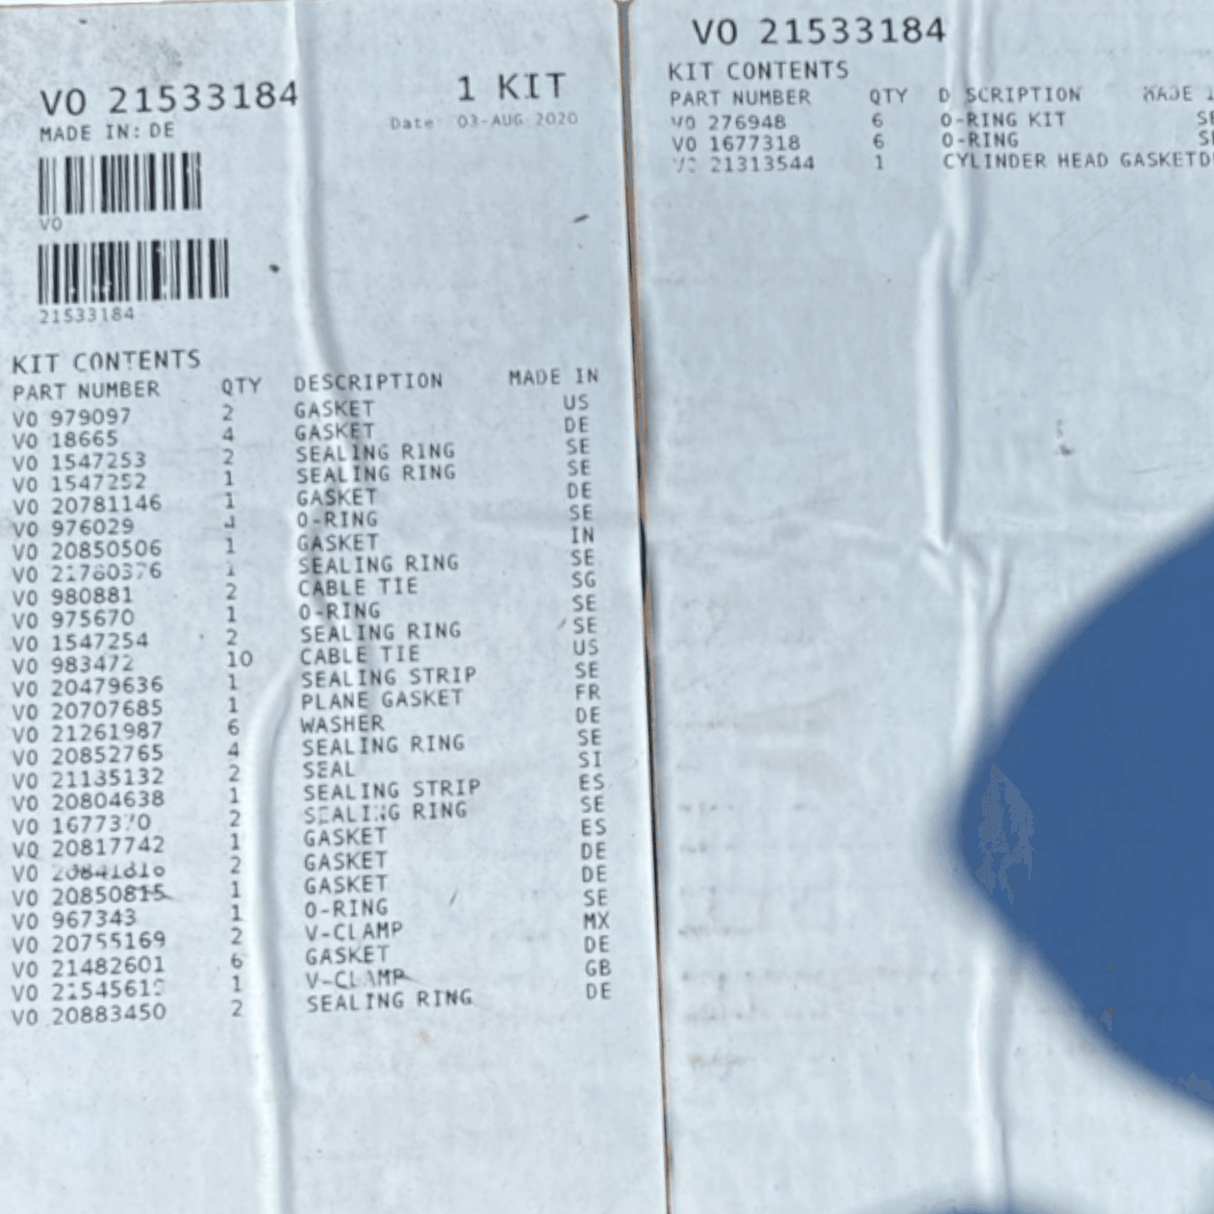 VO 21533184 1 KIT
MADE IN: DE Date 03-AUG 2020
VO
21533184
KIT CONTENTS
PART NUMBER QTY DESCRIPTION MADE IN
VO 979097 2 GASKET US
VO 18665 4 GASKET DE
VO 1547253 2 SEALING RING SE
VO 1547252 1 SEALING RING SE
VO 20781146 1 GASKET DE
VO 976029 1 O-RING SE
VO 20850506 1 GASKET IN
VO 1 SEALING RING SE
VO 980881 2 CABLE TIE SG
VO 975670 1 O-RING SE
VO 1547254 2 SEALING RING SE
VO 983472 10 CABLE TIE US
VO 20479636 1 SEALING STRIP SE
VO 20707685 1 PLANE GASKET FR
VO 21261987 6 WASHER DE
VO 20852765 4 SEALING RING SE
VO 21135132 2 SEAL SI
VO 20804638 1 SEALING STRIP ES
VO 2 SEALING RING SE
VO 20817742 1 GASKET ES
VO 2 GASKET DE
VO 20850815 1 GASKET DE
VO 967343 1 O-RING SE
VO 20755169 2 V-CLAMP MX
VO 21482601 6 GASKET DE
VO 1 V-CLAMP GB
VO 20883450 2 SEALING RING DE
VO 21533184
KIT CONTENTS
PART NUMBER QTY D SCRIPTION MADE
VO 276948 6 O-RING KIT
VO 1677318 6 O-RING
21313544 1 CYLINDER HEAD GASKET